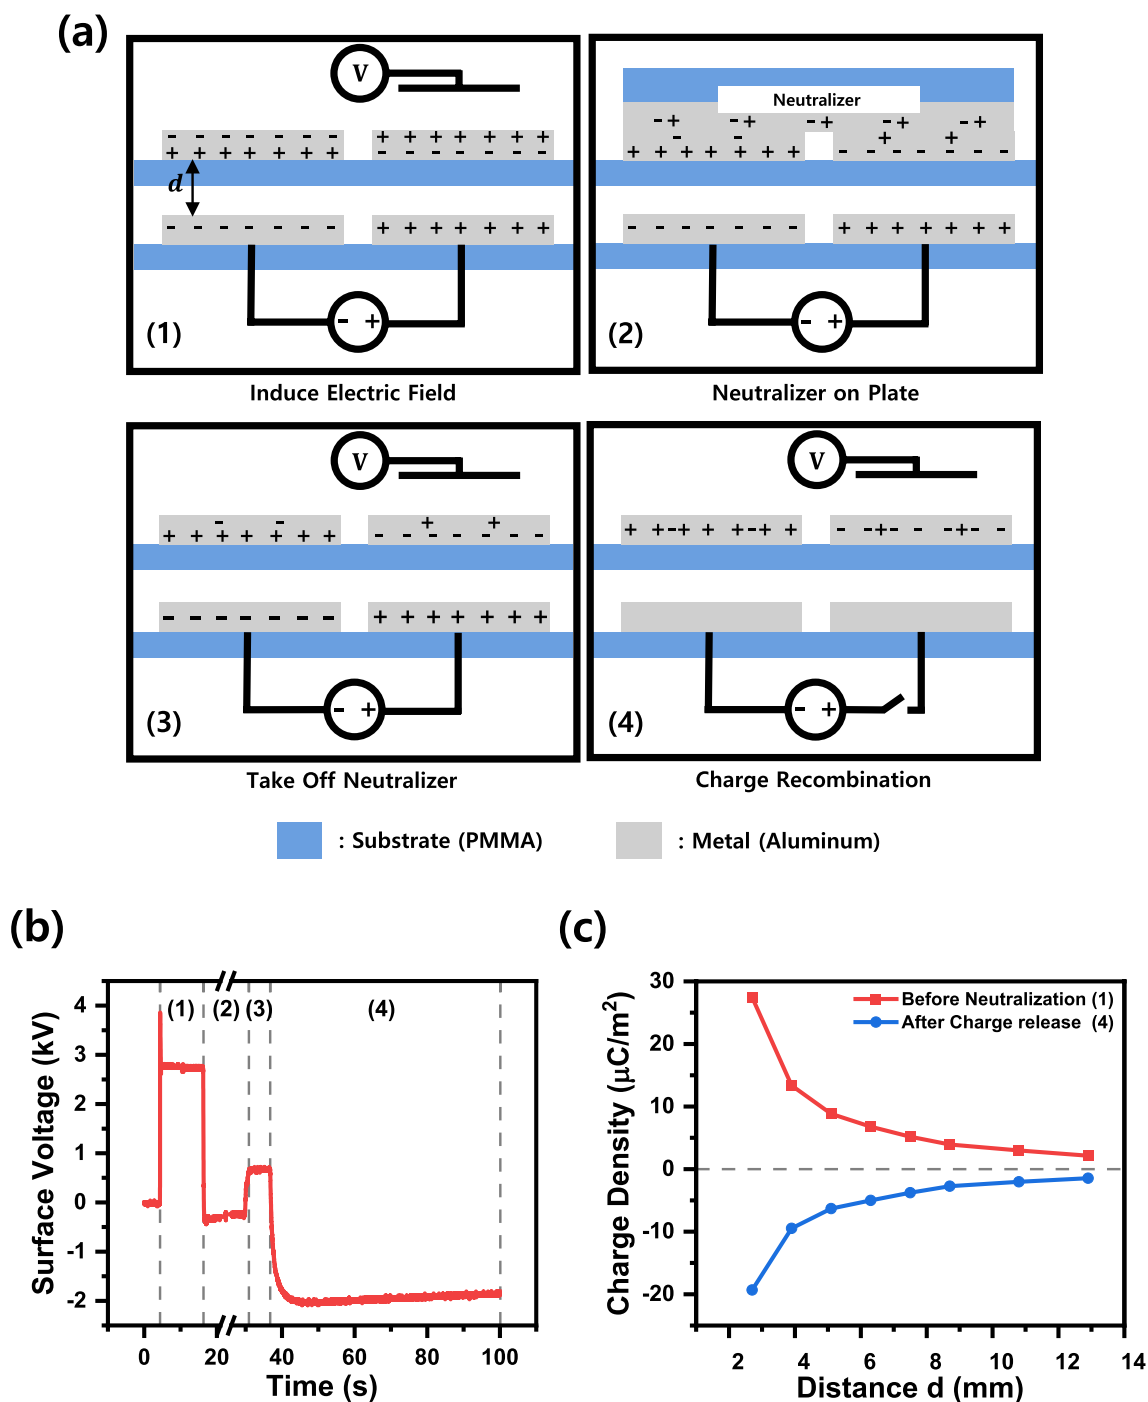 (a)
V
- - - - - - -
+ + + + + + +
+ + + + + + +
- - - - - - -
d
- - - - - - -
+ + + + + + +
- +
(1)
Induce Electric Field
Neutralizer
-+ -+ -+ -+ -+
- - + +
+ + + + + + +
- - - - - - -
- - - - - - -
+ + + + + + +
- +
(2)
Neutralizer on Plate
V
- -
+ + + + + + +
+ +
- - - - - - -
- - - - - - -
+ + + + + + +
- +
(3)
Take Off Neutralizer
V
+ +-+ + +-+ +
- -+- - -+- -
- +
(4)
Charge Recombination
: Substrate (PMMA)
: Metal (Aluminum)
(b)
(1) (2) (3) (4)
4
3
2
1
0
-1
-2
Surface Voltage (kV)
0 20 40 60 80 100
Time (s)
(c)
Before Neutralization (1)
After Charge release (4)
30
20
10
0
-10
-20
Charge Density (μC/m²)
2 4 6 8 10 12 14
Distance d (mm)